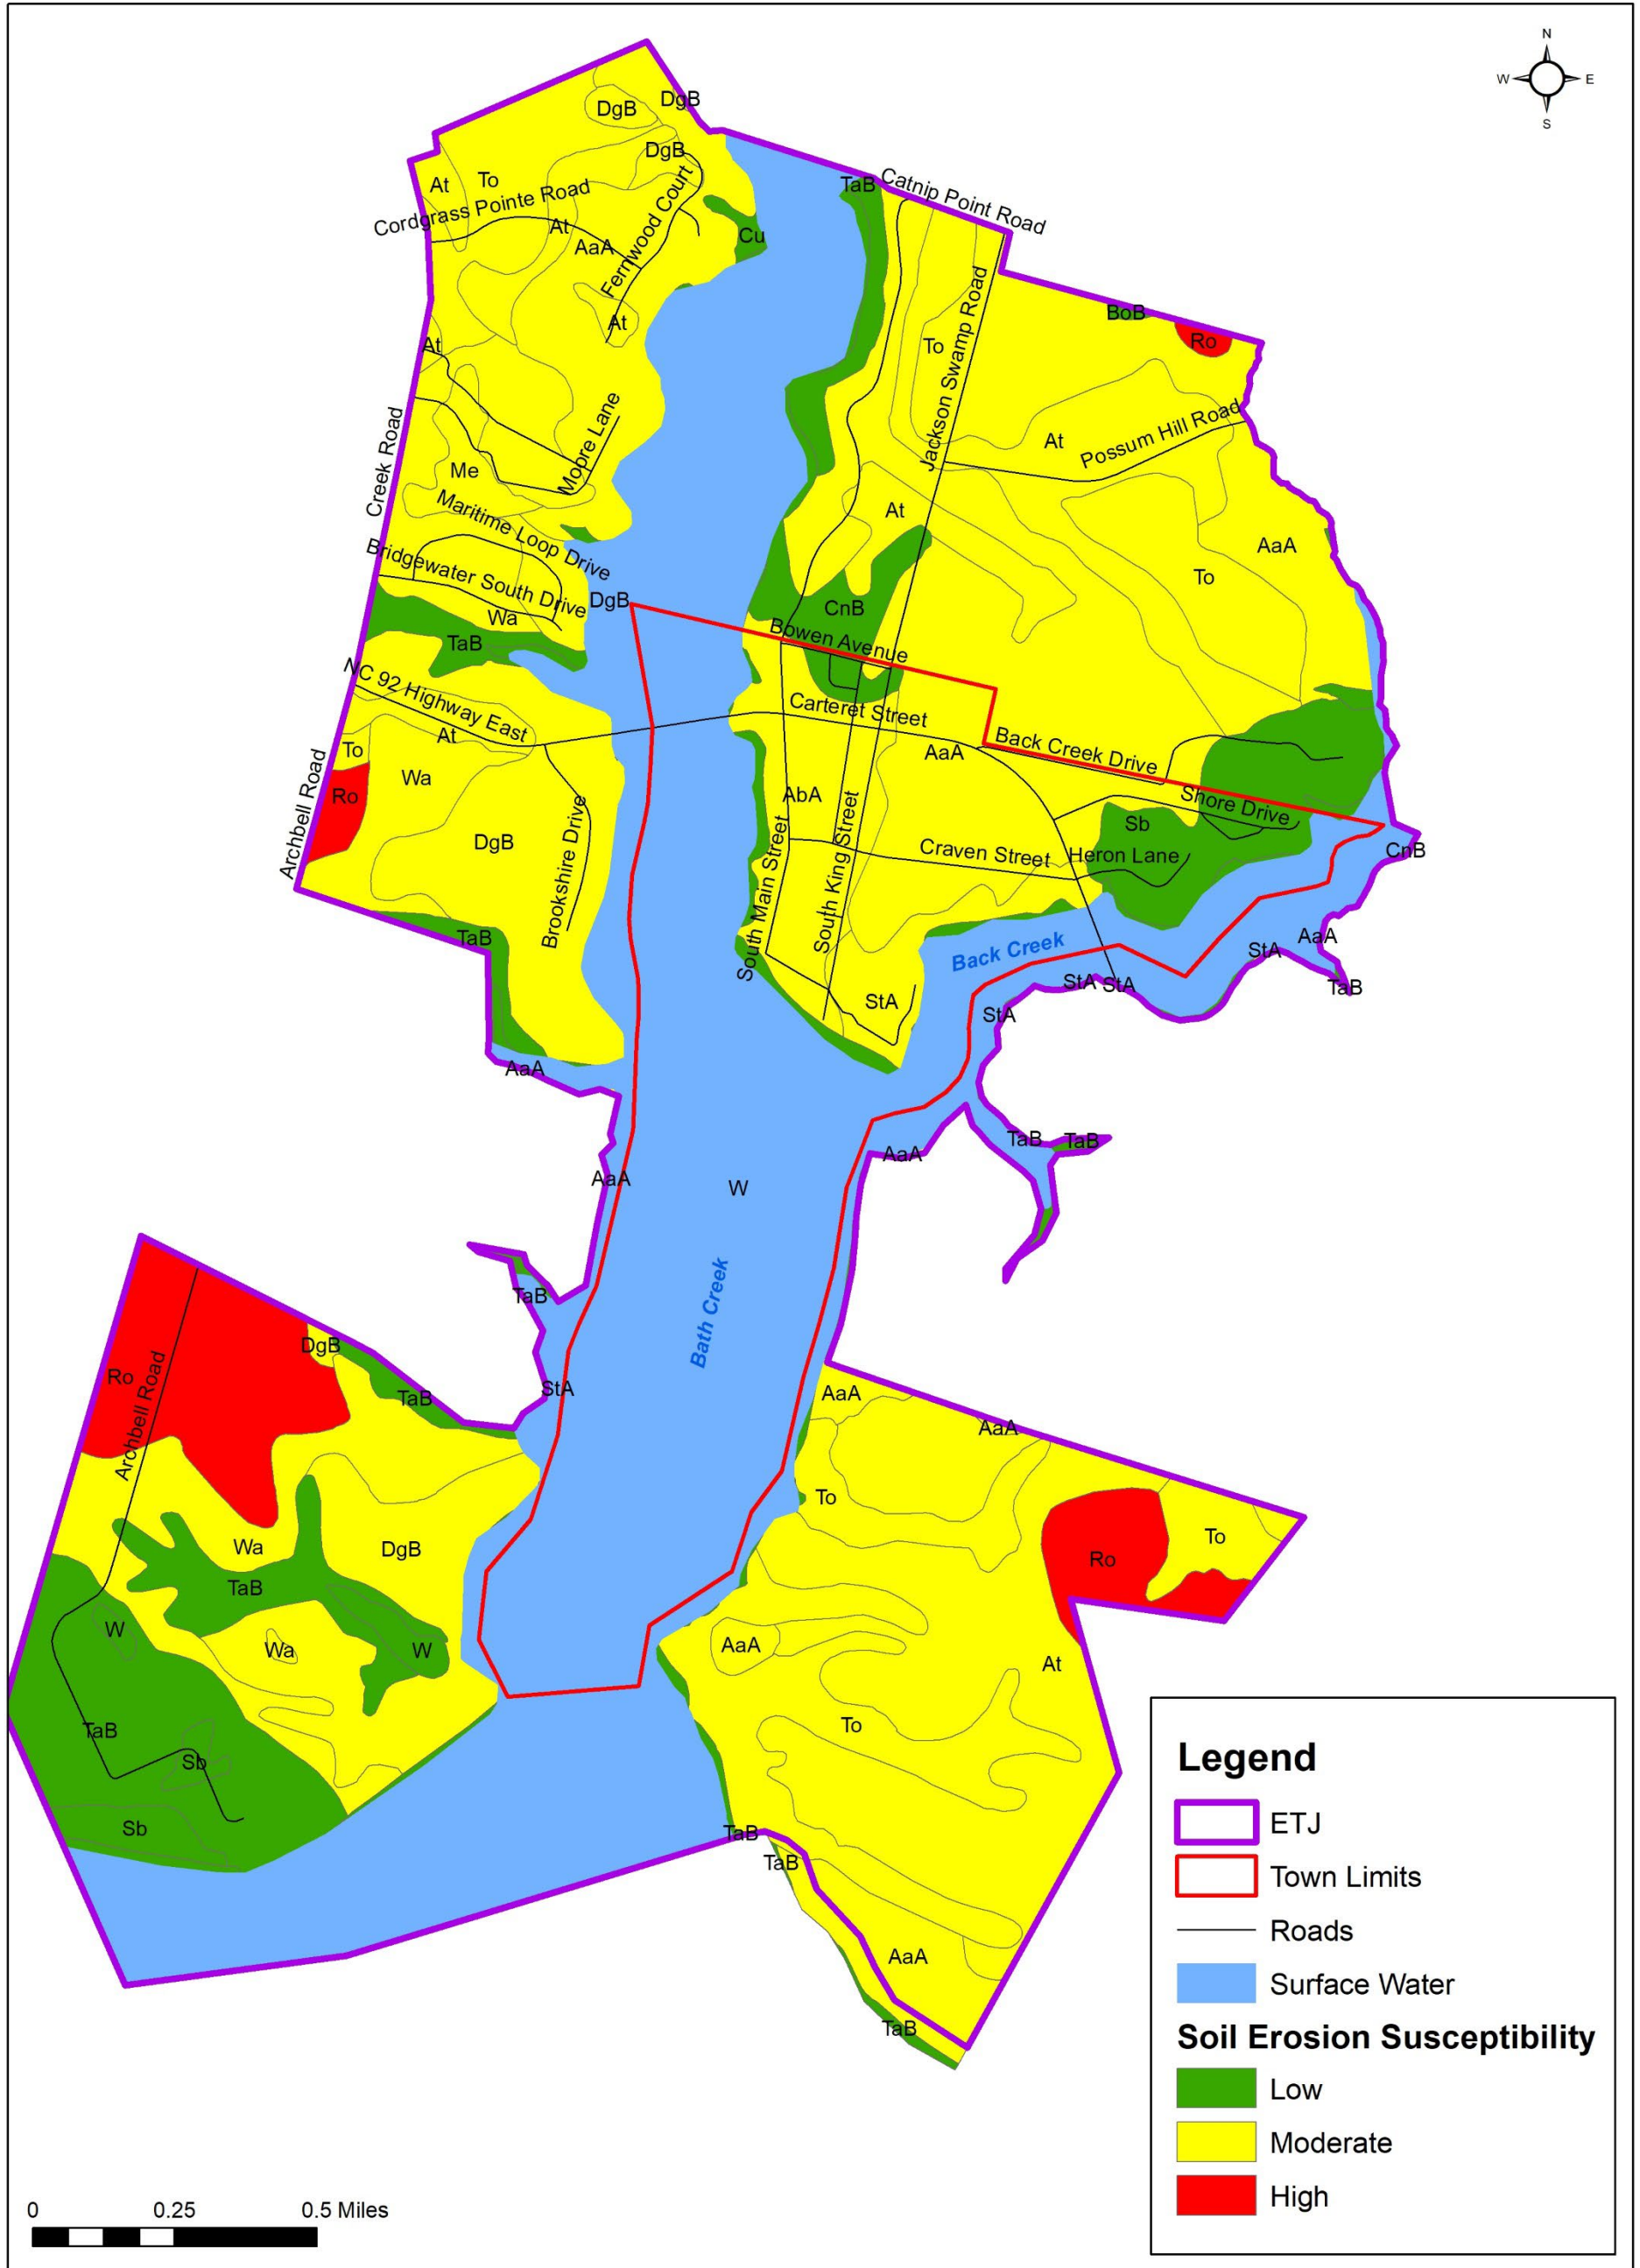 N
W E
S
DgB
DgB
DgB
At
To
Cordgrass Pointe Road
Fernwood Court
At
AaA
Cu
At
At
TaB
Catnip Point Road
BoB
Ro
To
Jackson Swamp Road
At
Possum Hill Road
Creek Road
Moore Lane
Me
At
AaA
To
Maritime Loop Drive
Bridgewater South Drive
DgB
Wa
TaB
CnB
Bowen Avenue
NC 92 Highway East
At
To
Wa
Ro
Archbell Road
DgB
Brookshire Drive
TaB
Carteret Street
AaA
Back Creek Drive
AbA
Shore Drive
Sb
South Main Street
South King Street
Craven Street
Heron Lane
CnB
Back Creek
StA
AaA
StA
StA
StA
StA
TaB
AaA
TaB
TaB
AaA
AaA
W
Bath Creek
TaB
DgB
Ro
Archbell Road
TaB
StA
AaA
AaA
To
Wa
DgB
TaB
Ro
To
W
Wa
W
AaA
At
TaB
Sb
Sb
To
TaB
TaB
AaA
TaB
Legend
ETJ
Town Limits
Roads
Surface Water
Soil Erosion Susceptibility
Low
Moderate
High
0 0.25 0.5 Miles